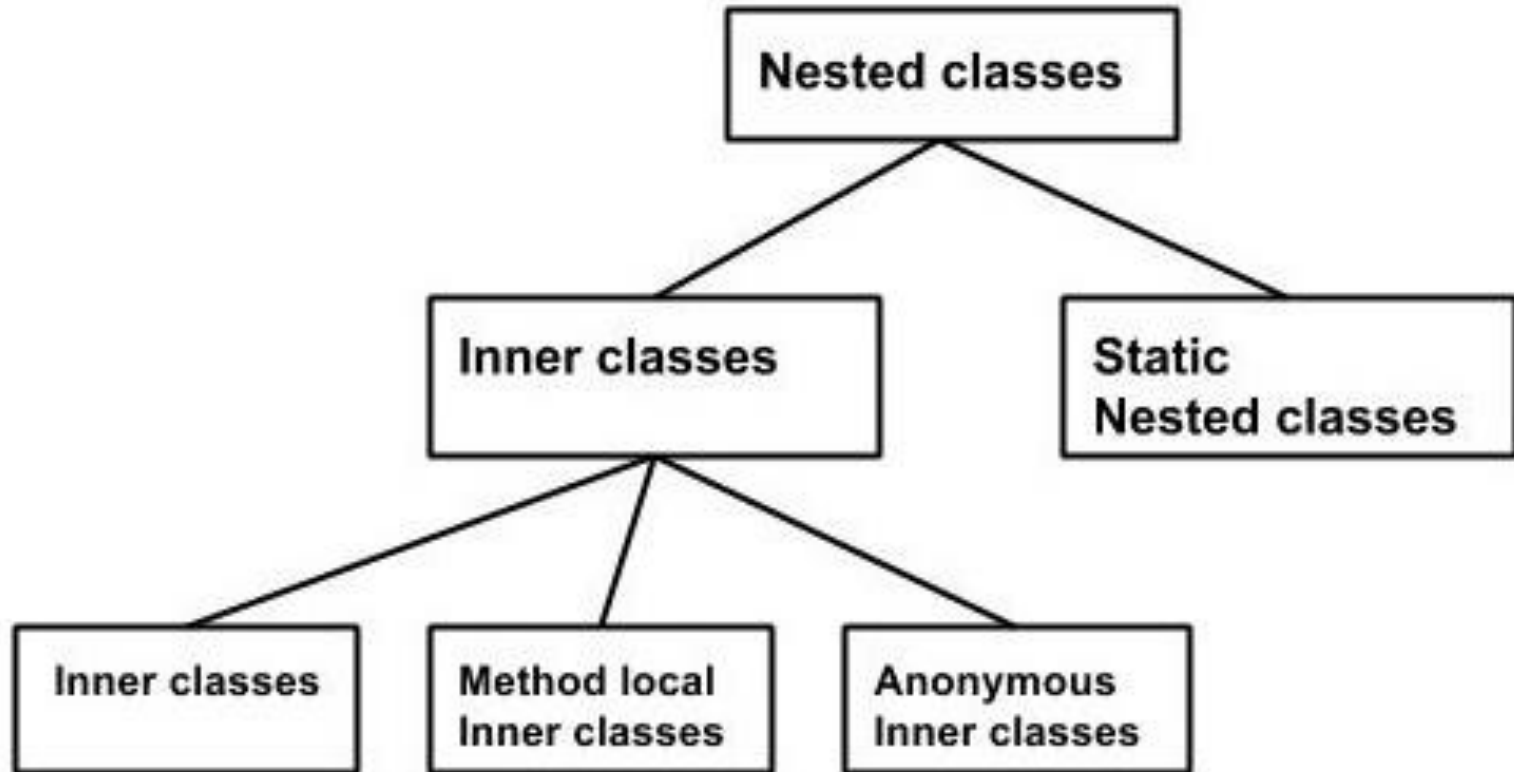 Nested classes
Inner classes
Static
Nested classes
Inner classes
Method local
Inner classes
Anonymous
Inner classes